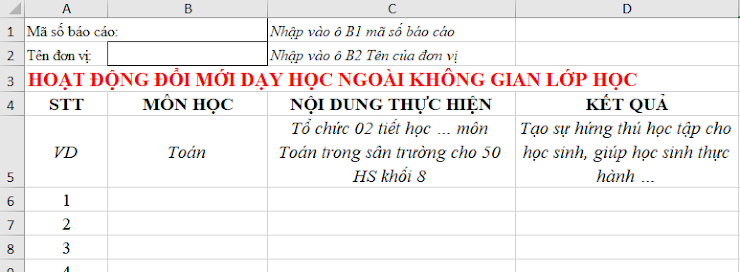 A B C D
1 Mã số báo cáo: Nhập vào ô B1 mã số báo cáo
2 Tên đơn vị: Nhập vào ô B2 Tên của đơn vị
3 HOẠT ĐỘNG ĐỔI MỚI DẠY HỌC NGOÀI KHÔNG GIAN LỚP HỌC
4 STT MÔN HỌC NỘI DUNG THỰC HIỆN KẾT QUẢ
Tổ chức 02 tiết học … môn Tạo sự hứng thú học tập cho
VD Toán Toán trong sân trường cho 50 học sinh, giúp học sinh thực
5 HS khối 8 hành …
6 1
7 2
8 3